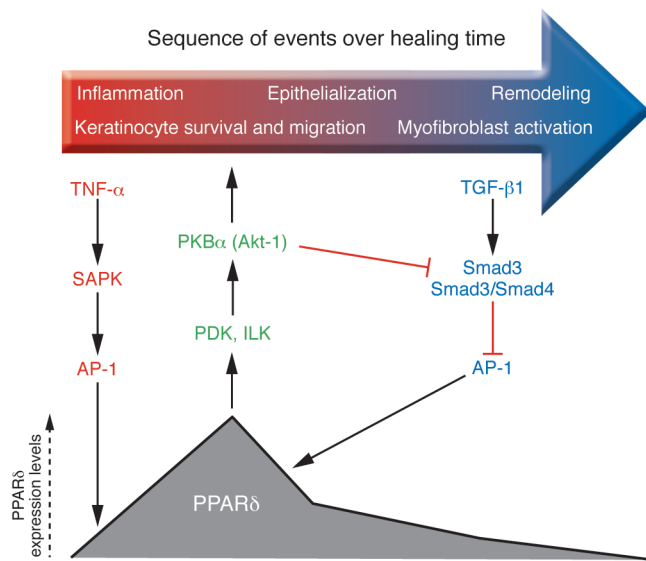 Sequence of events over healing time
Inflammation Epithelialization Remodeling
Keratinocyte survival and migration Myofibroblast activation
TNF-α TGF-β1
PKBα (Akt-1)
SAPK Smad3
Smad3/Smad4
PDK, ILK
AP-1 AP-1
PPARδ
expression levels
PPARδ